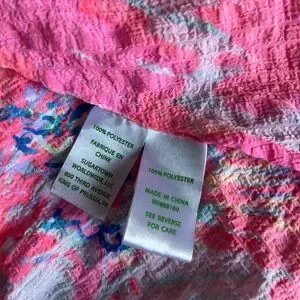 100% POLYESTER
FABRIQUE EN
CHINE
SUGARTOWN
WORLDWIDE, LLC
800 THIRD AVENUE
KING OF PRUSSIA, PA
100% POLYESTER
MADE IN CHINA
SEE REVERSE
FOR CARE